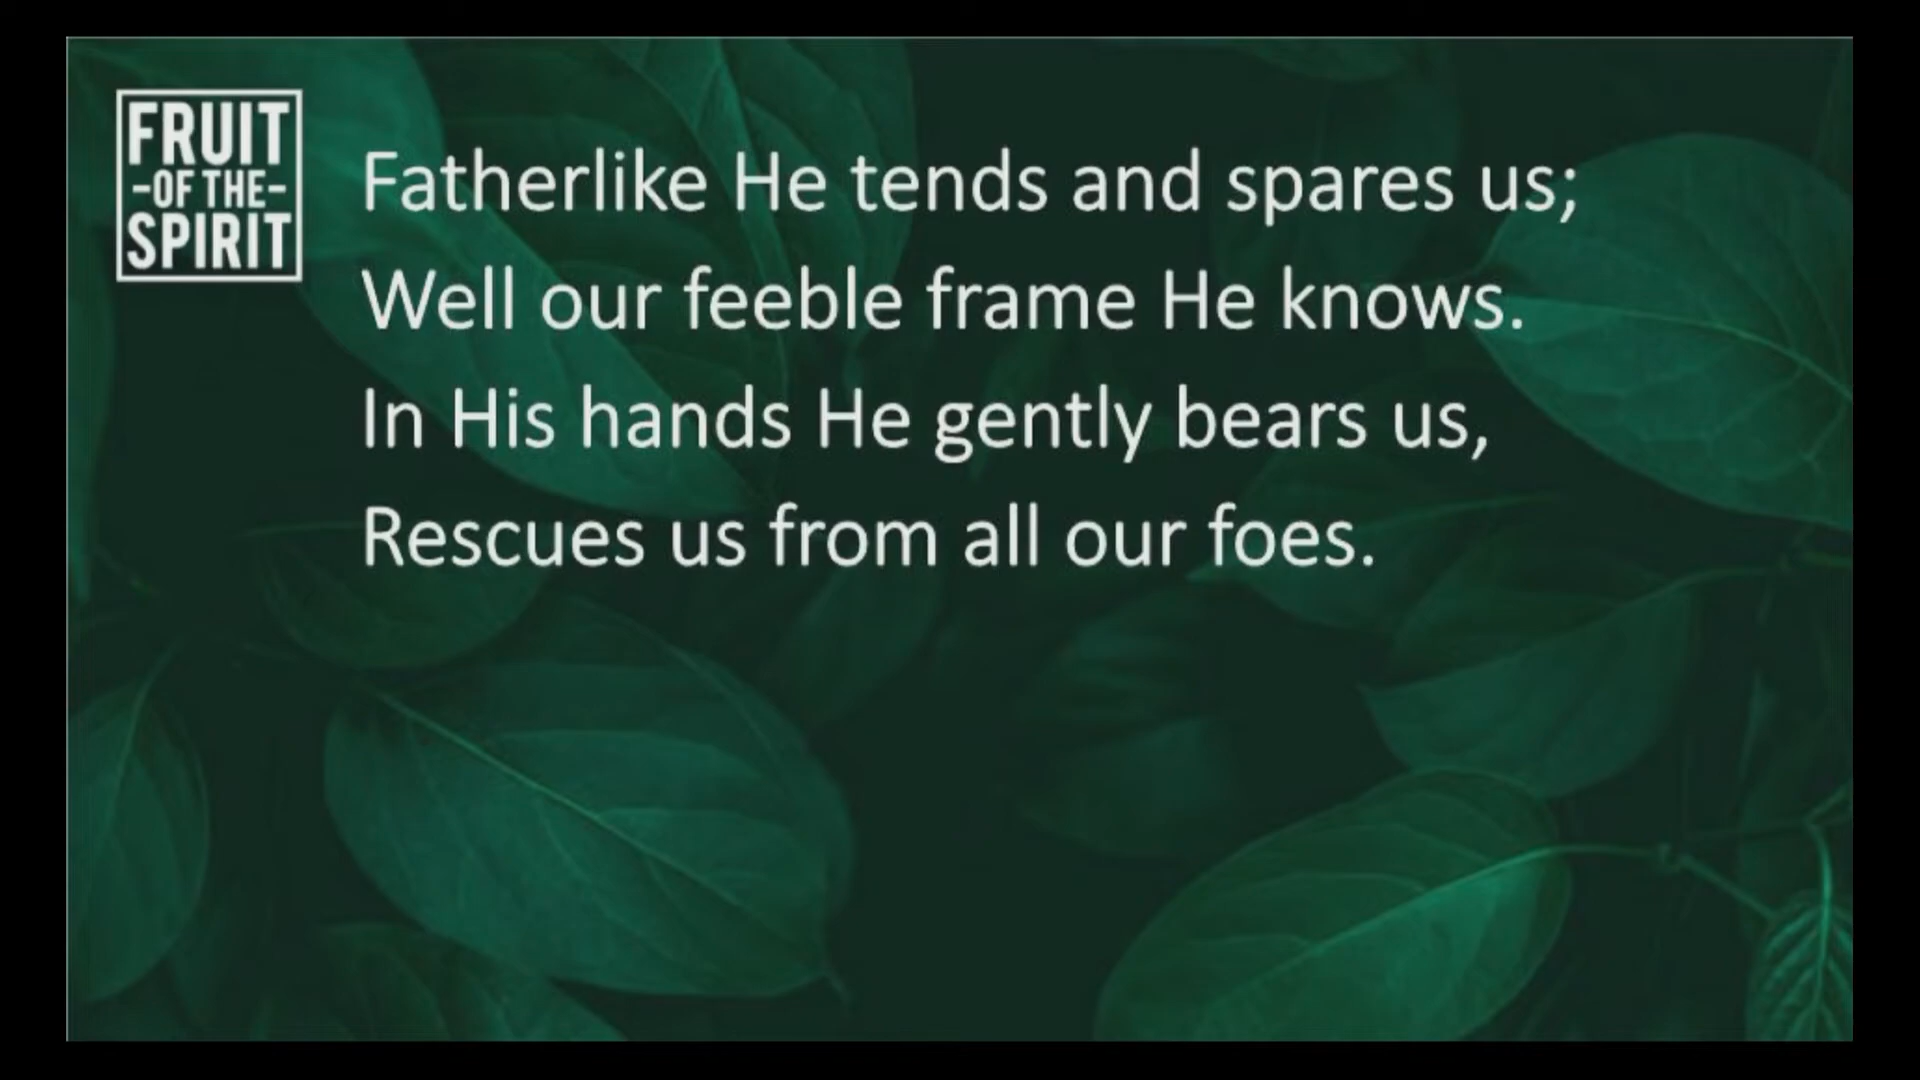 FRUIT
-OF THE-
SPIRIT
Fatherlike He tends and spares us;
Well our feeble frame He knows.
In His hands He gently bears us,
Rescues us from all our foes.